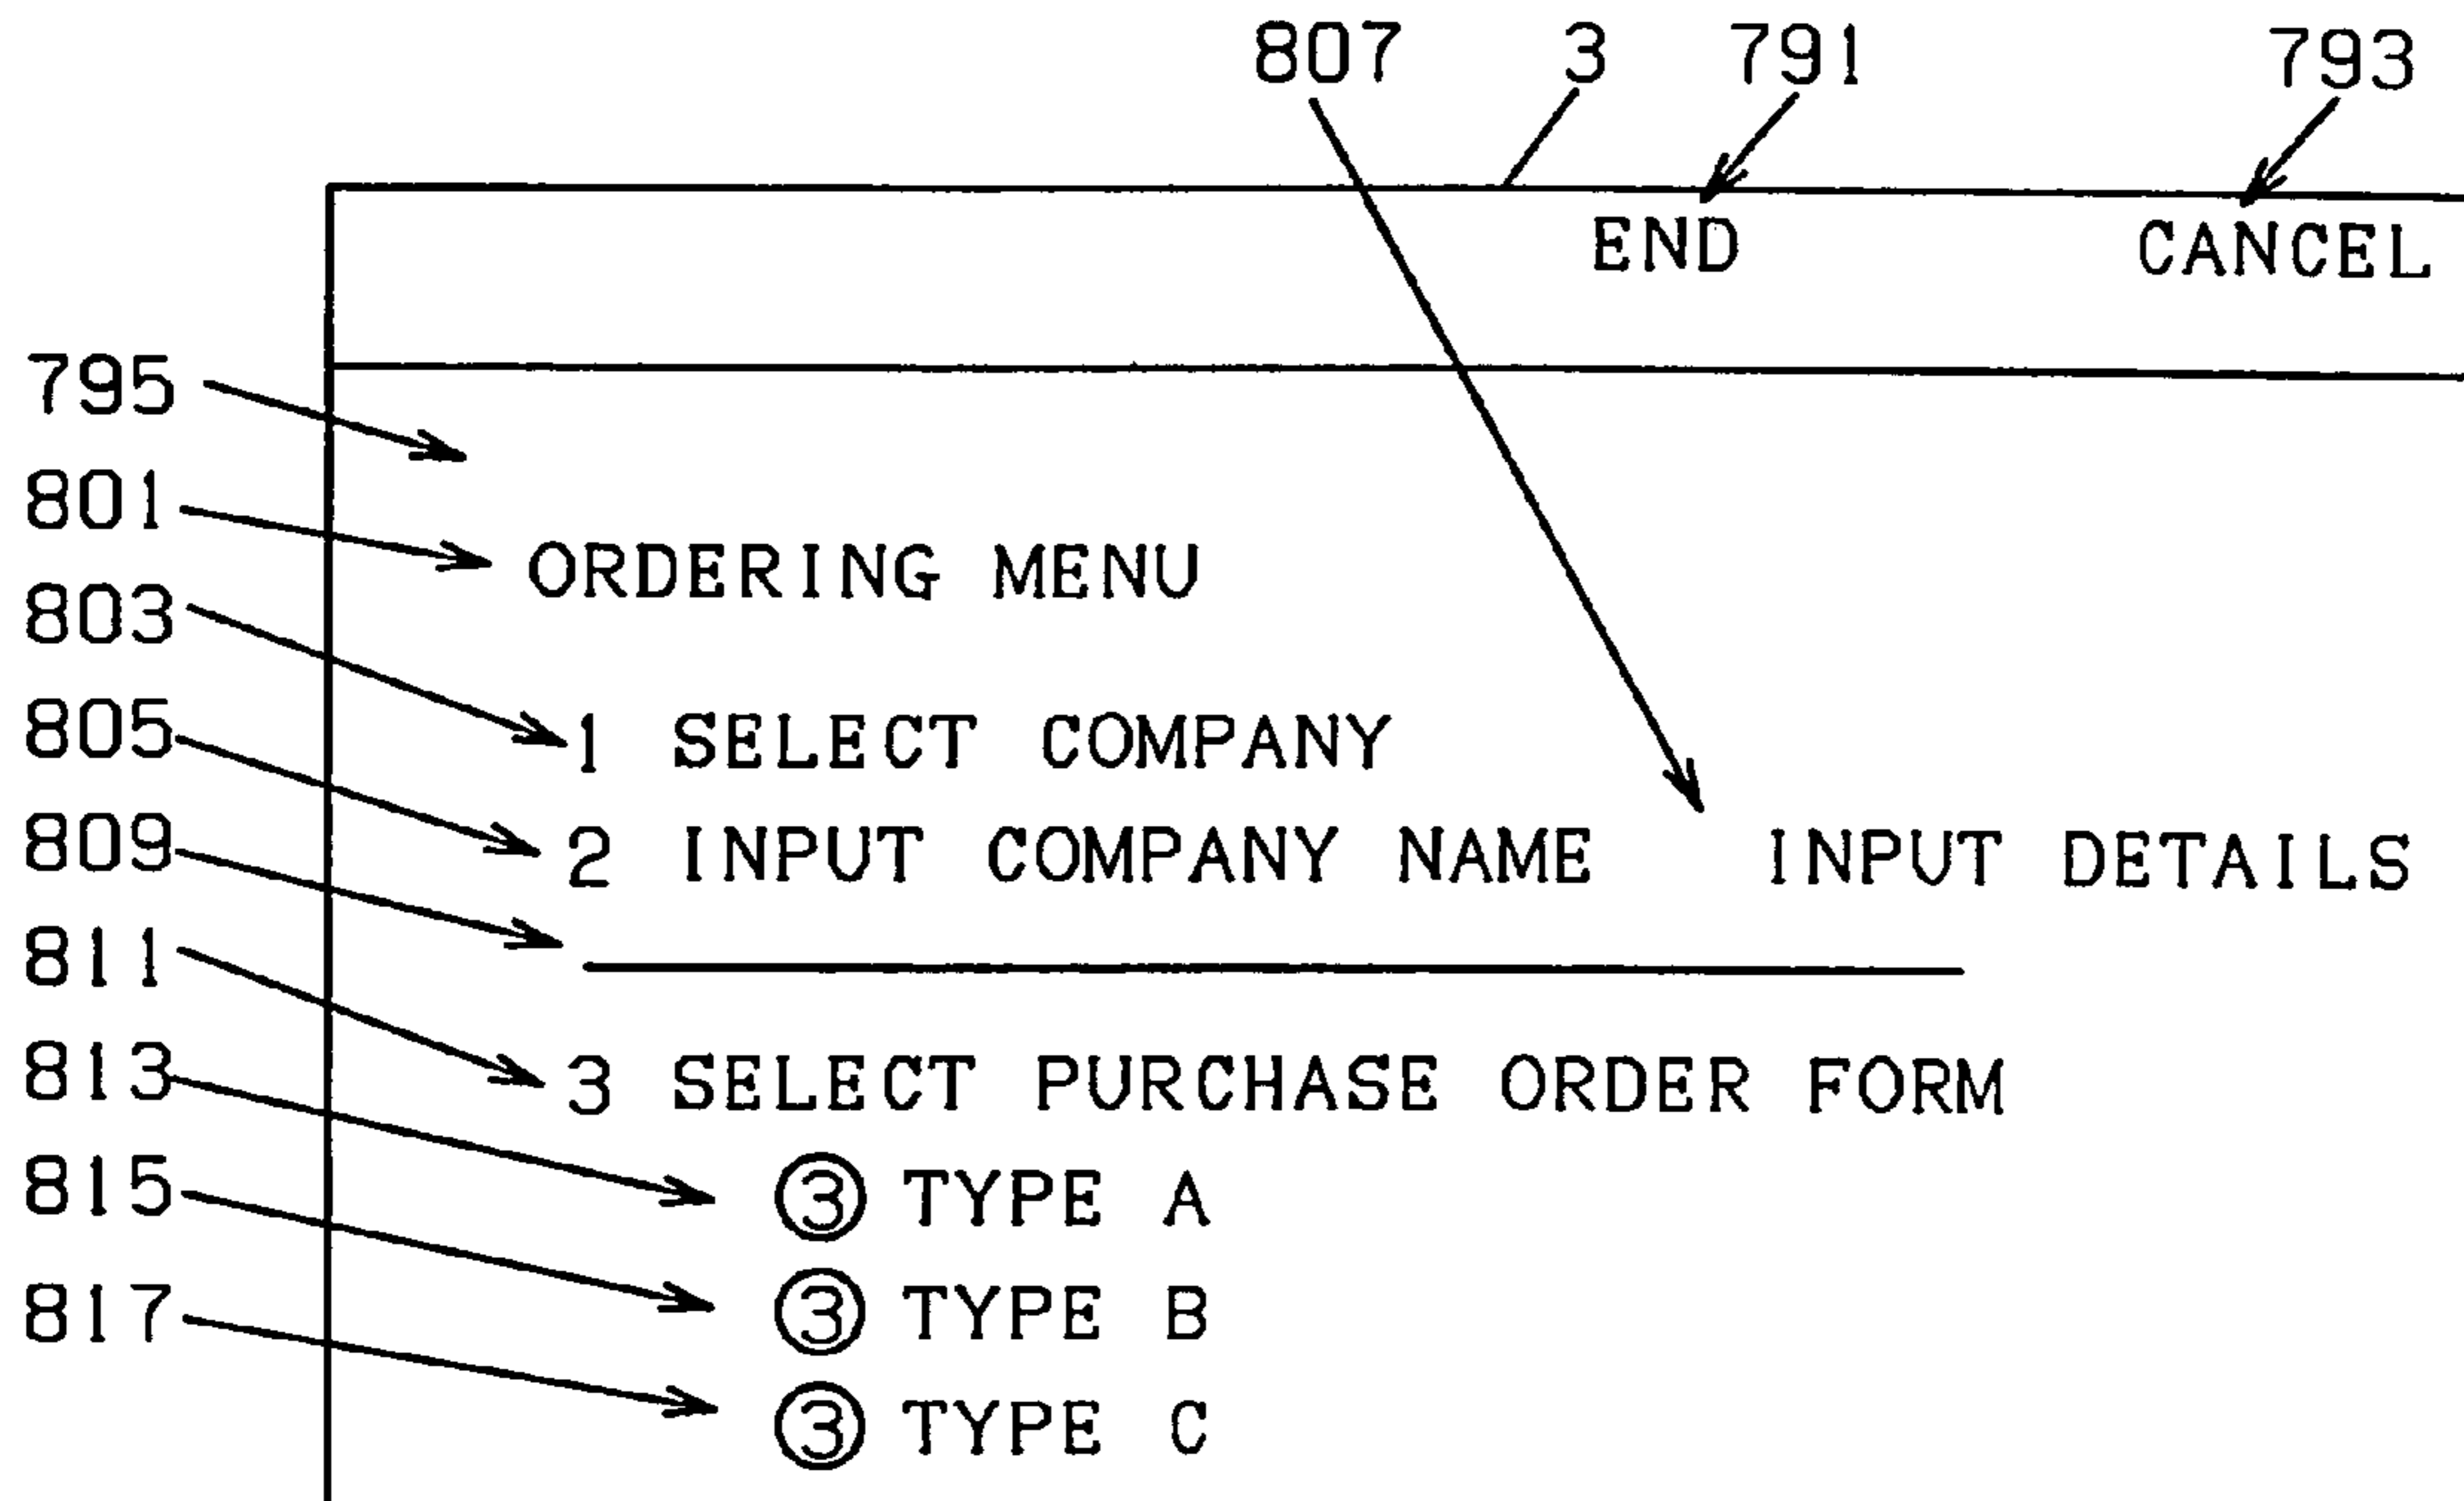 807 3 791 793
END CANCEL
795
801 ORDERING MENU
803
805 1 SELECT COMPANY
809 2 INPUT COMPANY NAME INPUT DETAILS
811
813 3 SELECT PURCHASE ORDER FORM
815 ③ TYPE A
817 ③ TYPE B
③ TYPE C